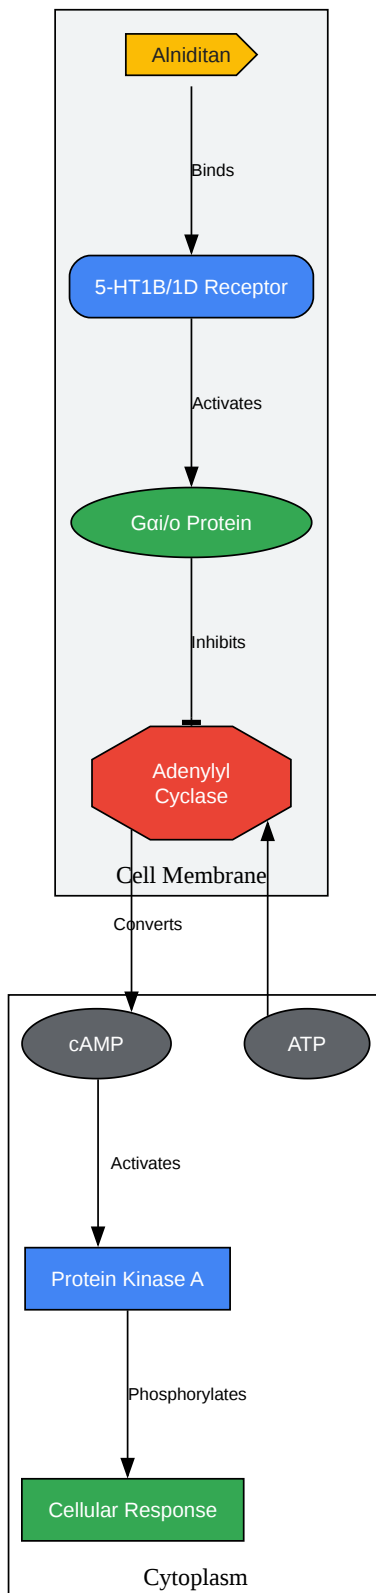 Alniditan
Binds
5-HT1B/1D Receptor
Activates
Gαi/o Protein
Inhibits
Adenylyl
Cyclase
Cell Membrane
Converts
cAMP
ATP
Activates
Protein Kinase A
Phosphorylates
Cellular Response
Cytoplasm